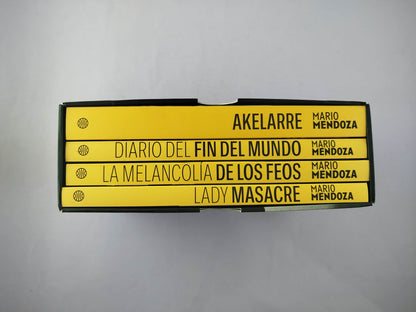 AKELARRE MARIO MENDOZA
DIARIO DEL FIN DEL MUNDO MARIO MENDOZA
LA MELANCOLÍA DE LOS FEOS MARIO MENDOZA
LADY MASACRE MARIO MENDOZA